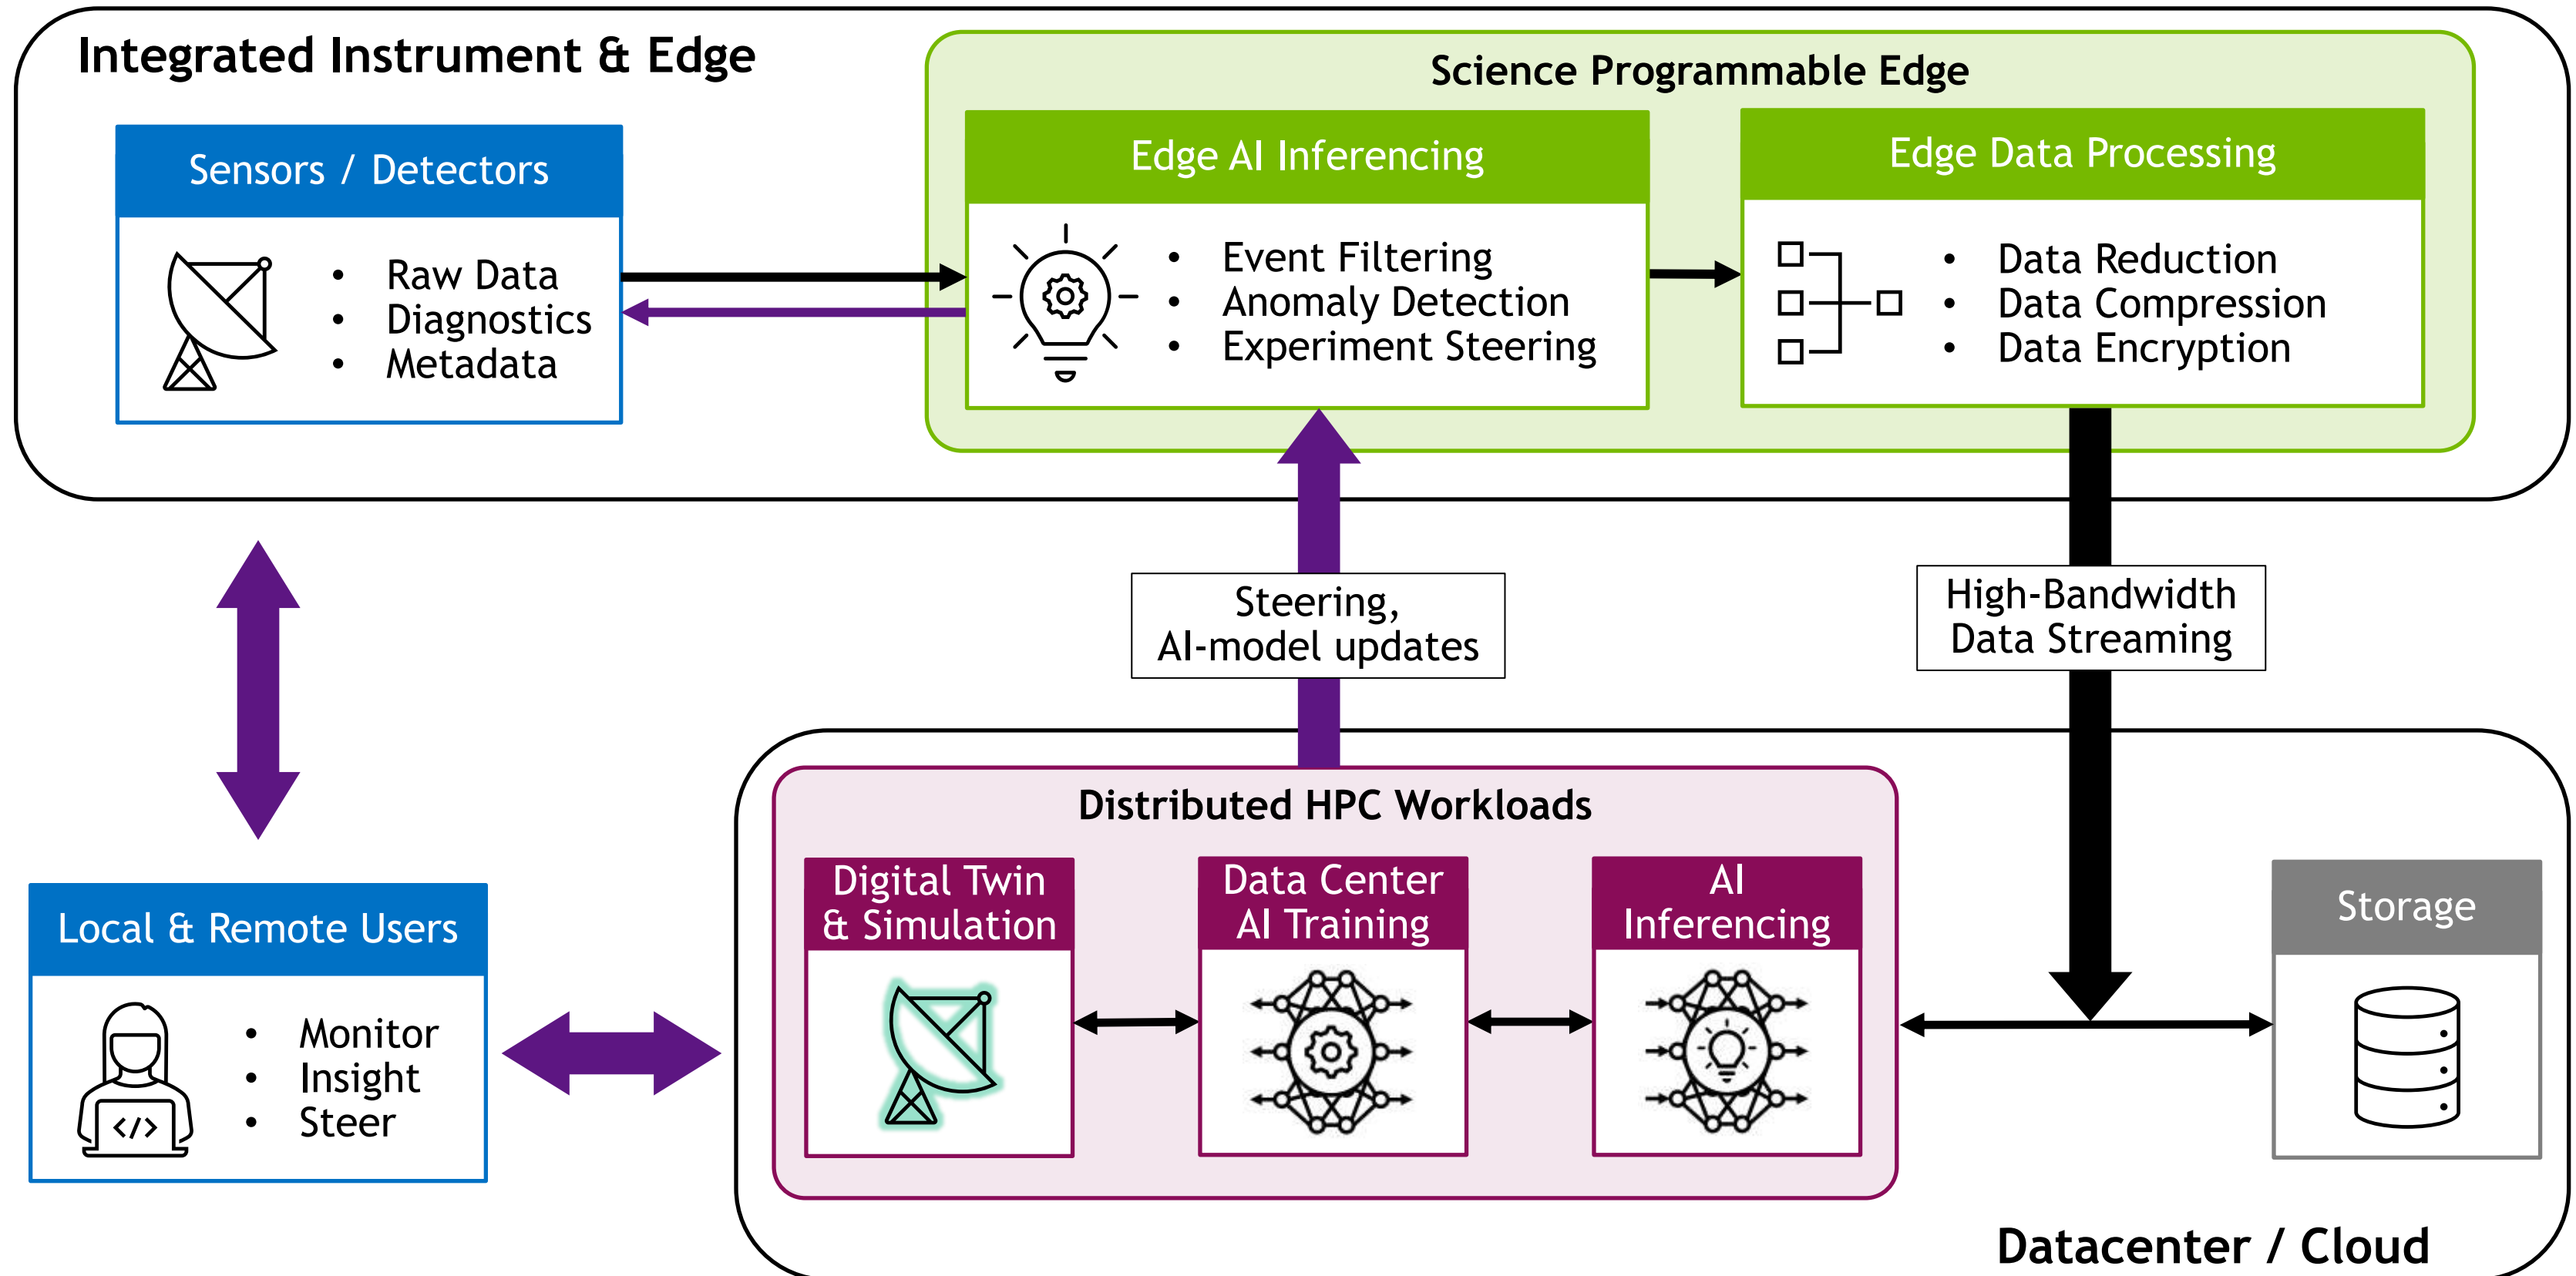 Integrated Instrument & Edge
Science Programmable Edge
Sensors / Detectors
• Raw Data
• Diagnostics
• Metadata
Edge AI Inferencing
• Event Filtering
• Anomaly Detection
• Experiment Steering
Edge Data Processing
• Data Reduction
• Data Compression
• Data Encryption
Steering,
AI-model updates
High-Bandwidth
Data Streaming
Local & Remote Users
</>
• Monitor
• Insight
• Steer
Distributed HPC Workloads
Digital Twin
& Simulation
Data Center
AI Training
AI
Inferencing
Storage
Datacenter / Cloud